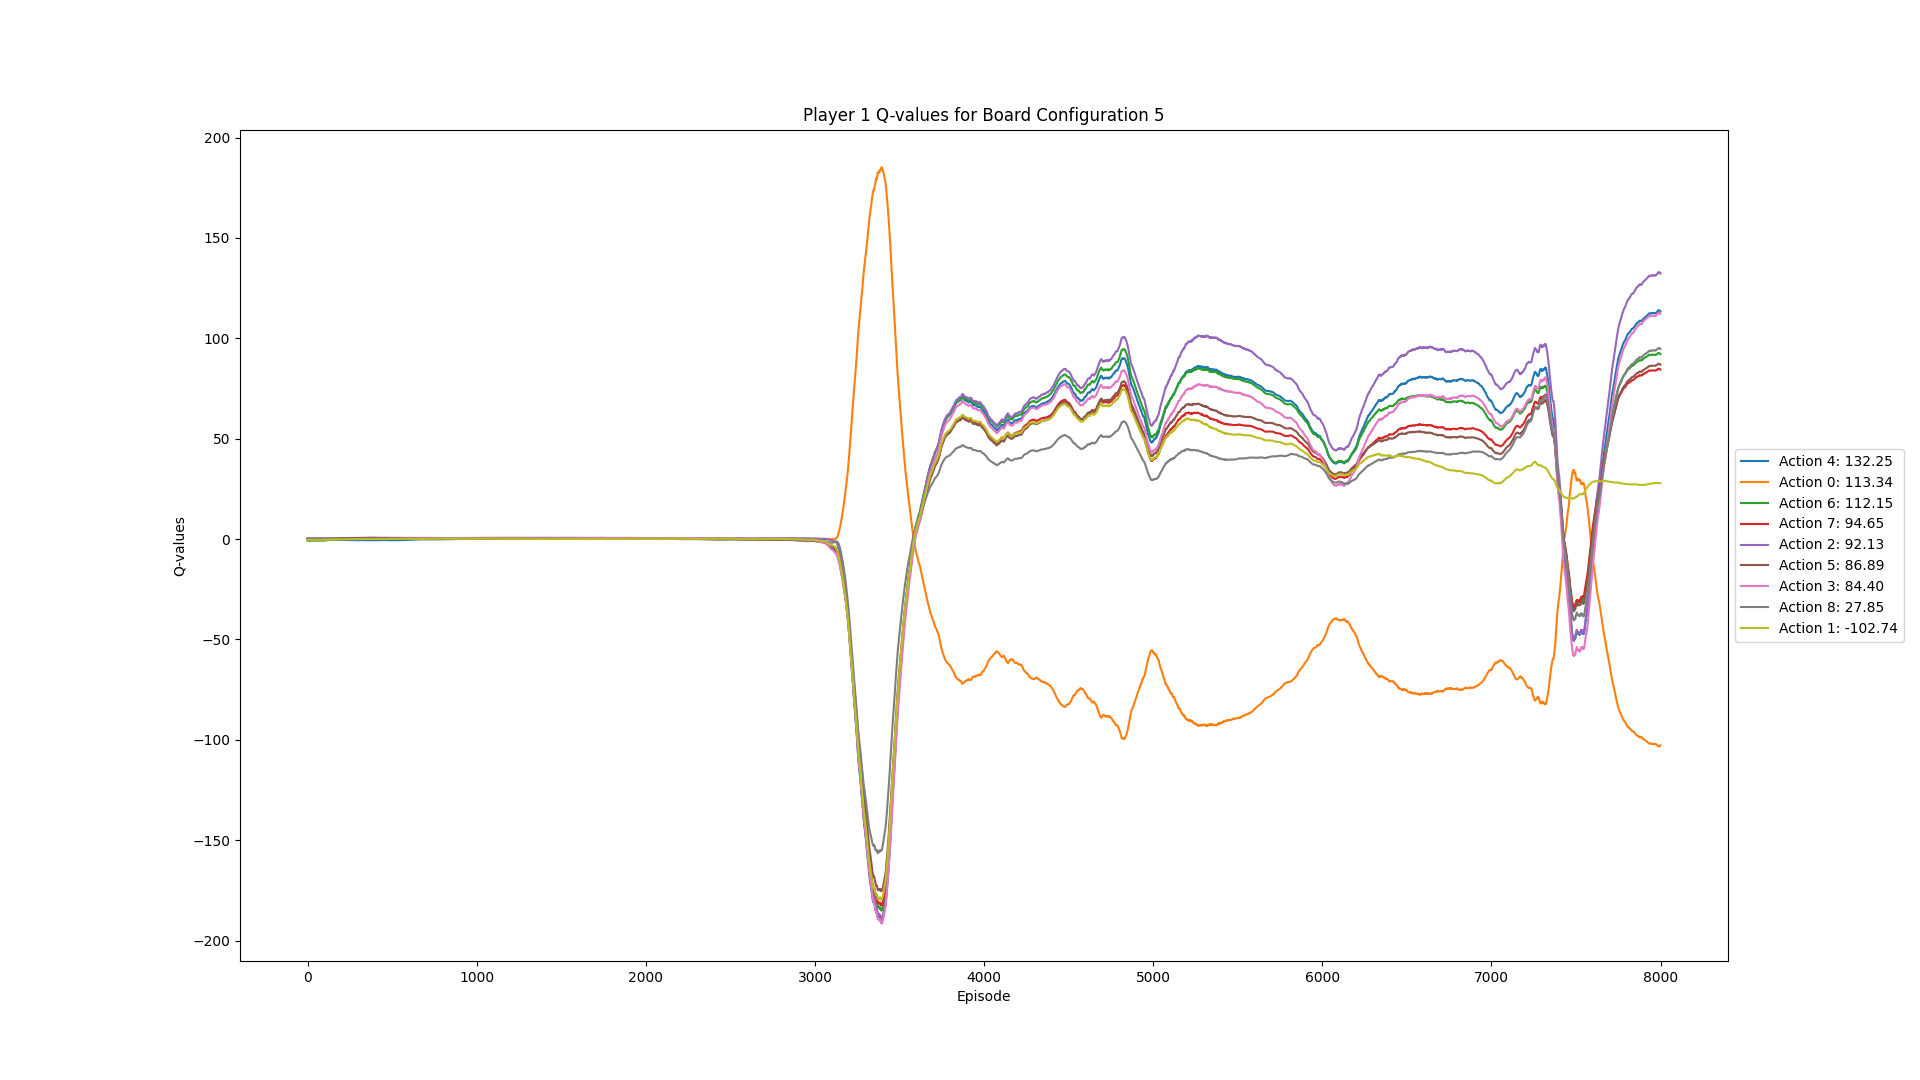 Player 1 Q-values for Board Configuration 5
200
150
100
50
0
−50
−100
−150
−200
Q-values
0 1000 2000 3000 4000 5000 6000 7000 8000
Episode
Action 4: 132.25
Action 0: 113.34
Action 6: 112.15
Action 7: 94.65
Action 2: 92.13
Action 5: 86.89
Action 3: 84.40
Action 8: 27.85
Action 1: -102.74